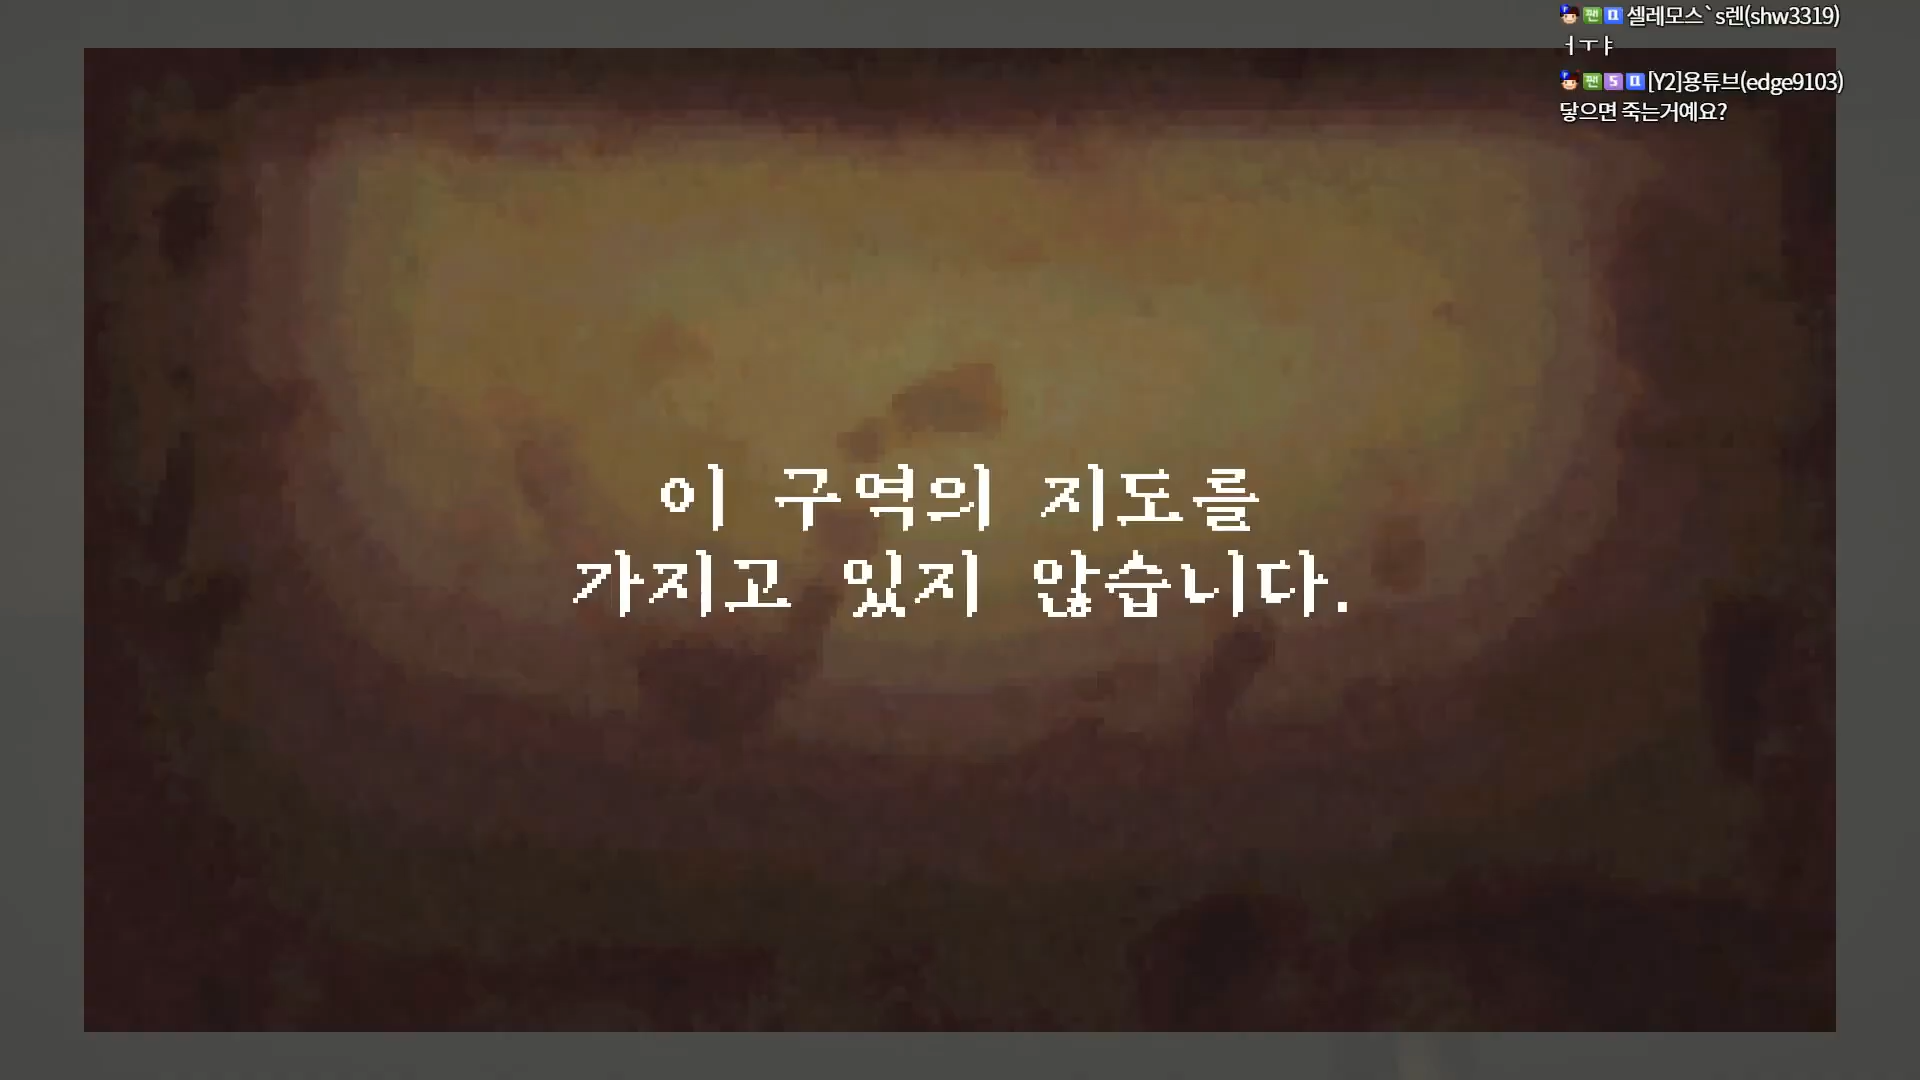 셀레모스`s렌(shw3319)
ㅓㅜㅑ
[Y2]용튜브(edge9103)
닿으면 죽는거예요?
이 구역의 지도를
가지고 있지 않습니다.